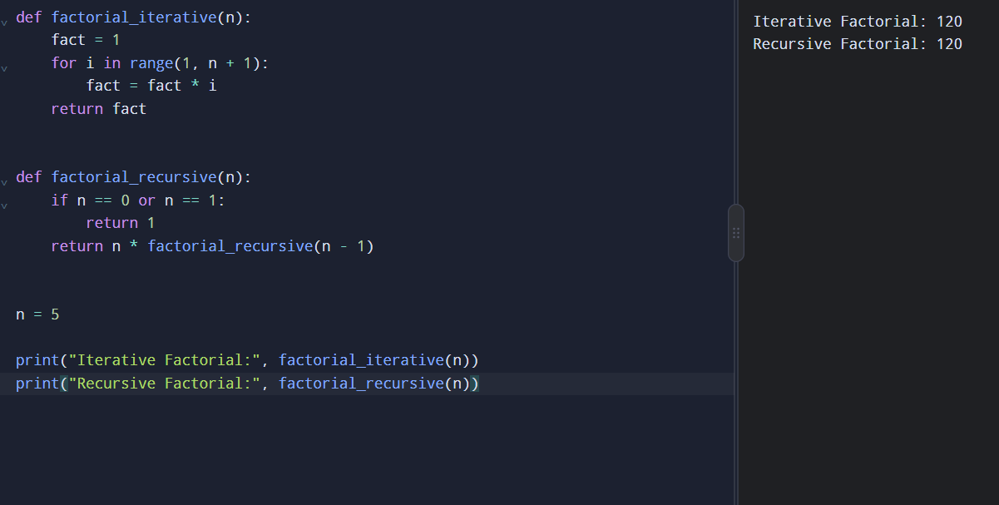 def factorial_iterative(n):
    fact = 1
    for i in range(1, n + 1):
        fact = fact * i
    return fact
def factorial_recursive(n):
    if n == 0 or n == 1:
        return 1
    return n * factorial_recursive(n - 1)
n = 5
print("Iterative Factorial:", factorial_iterative(n))
print("Recursive Factorial:", factorial_recursive(n))
Iterative Factorial: 120
Recursive Factorial: 120